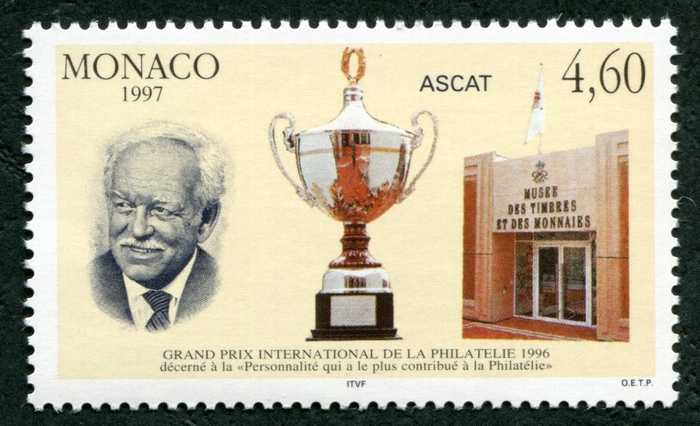 MONACO
1997
ASCAT
4,60
MUSEE
DES TIMBRES
ET DES MONNAIES
GRAND PRIX INTERNATIONAL DE LA PHILATELIE 1996
décerné à la «Personnalité qui a le plus contribué à la Philatélie»
ITVF
O.E.T.P.